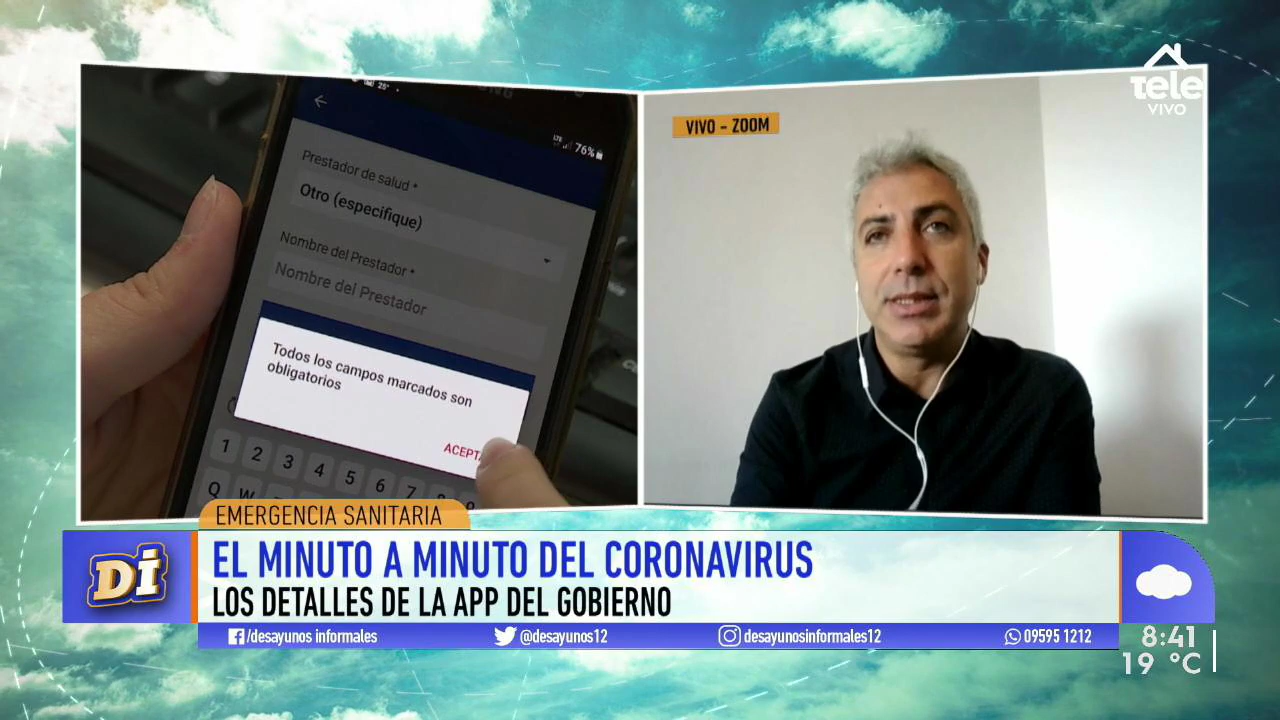 tele
VIVO
VIVO - ZOOM
25°
LTE
76%
Prestador de salud *
Otro (especifique)
Nombre del Prestador *
Nombre del Prestador
Todos los campos marcados son
obligatorios
1 2 3 4 5 6 7 8 9
Q W
EMERGENCIA SANITARIA
Di
EL MINUTO A MINUTO DEL CORONAVIRUS
LOS DETALLES DE LA APP DEL GOBIERNO
/desayunos informales
@desayunos12
desayunosinformales12
09595 1212
8:41
19 °C